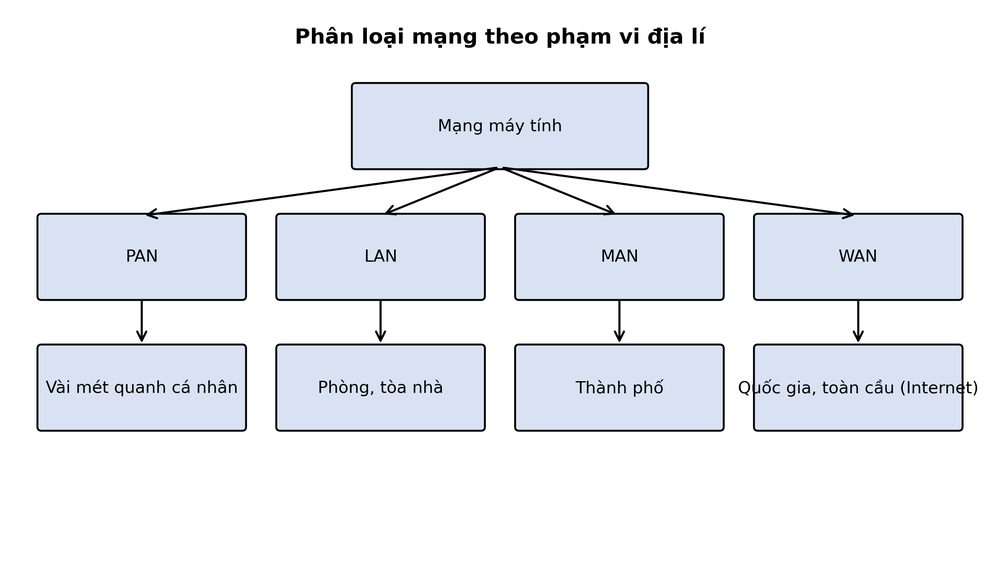 Phân loại mạng theo phạm vi địa lí
Mạng máy tính
PAN
LAN
MAN
WAN
Vài mét quanh cá nhân
Phòng, tòa nhà
Thành phố
Quốc gia, toàn cầu (Internet)